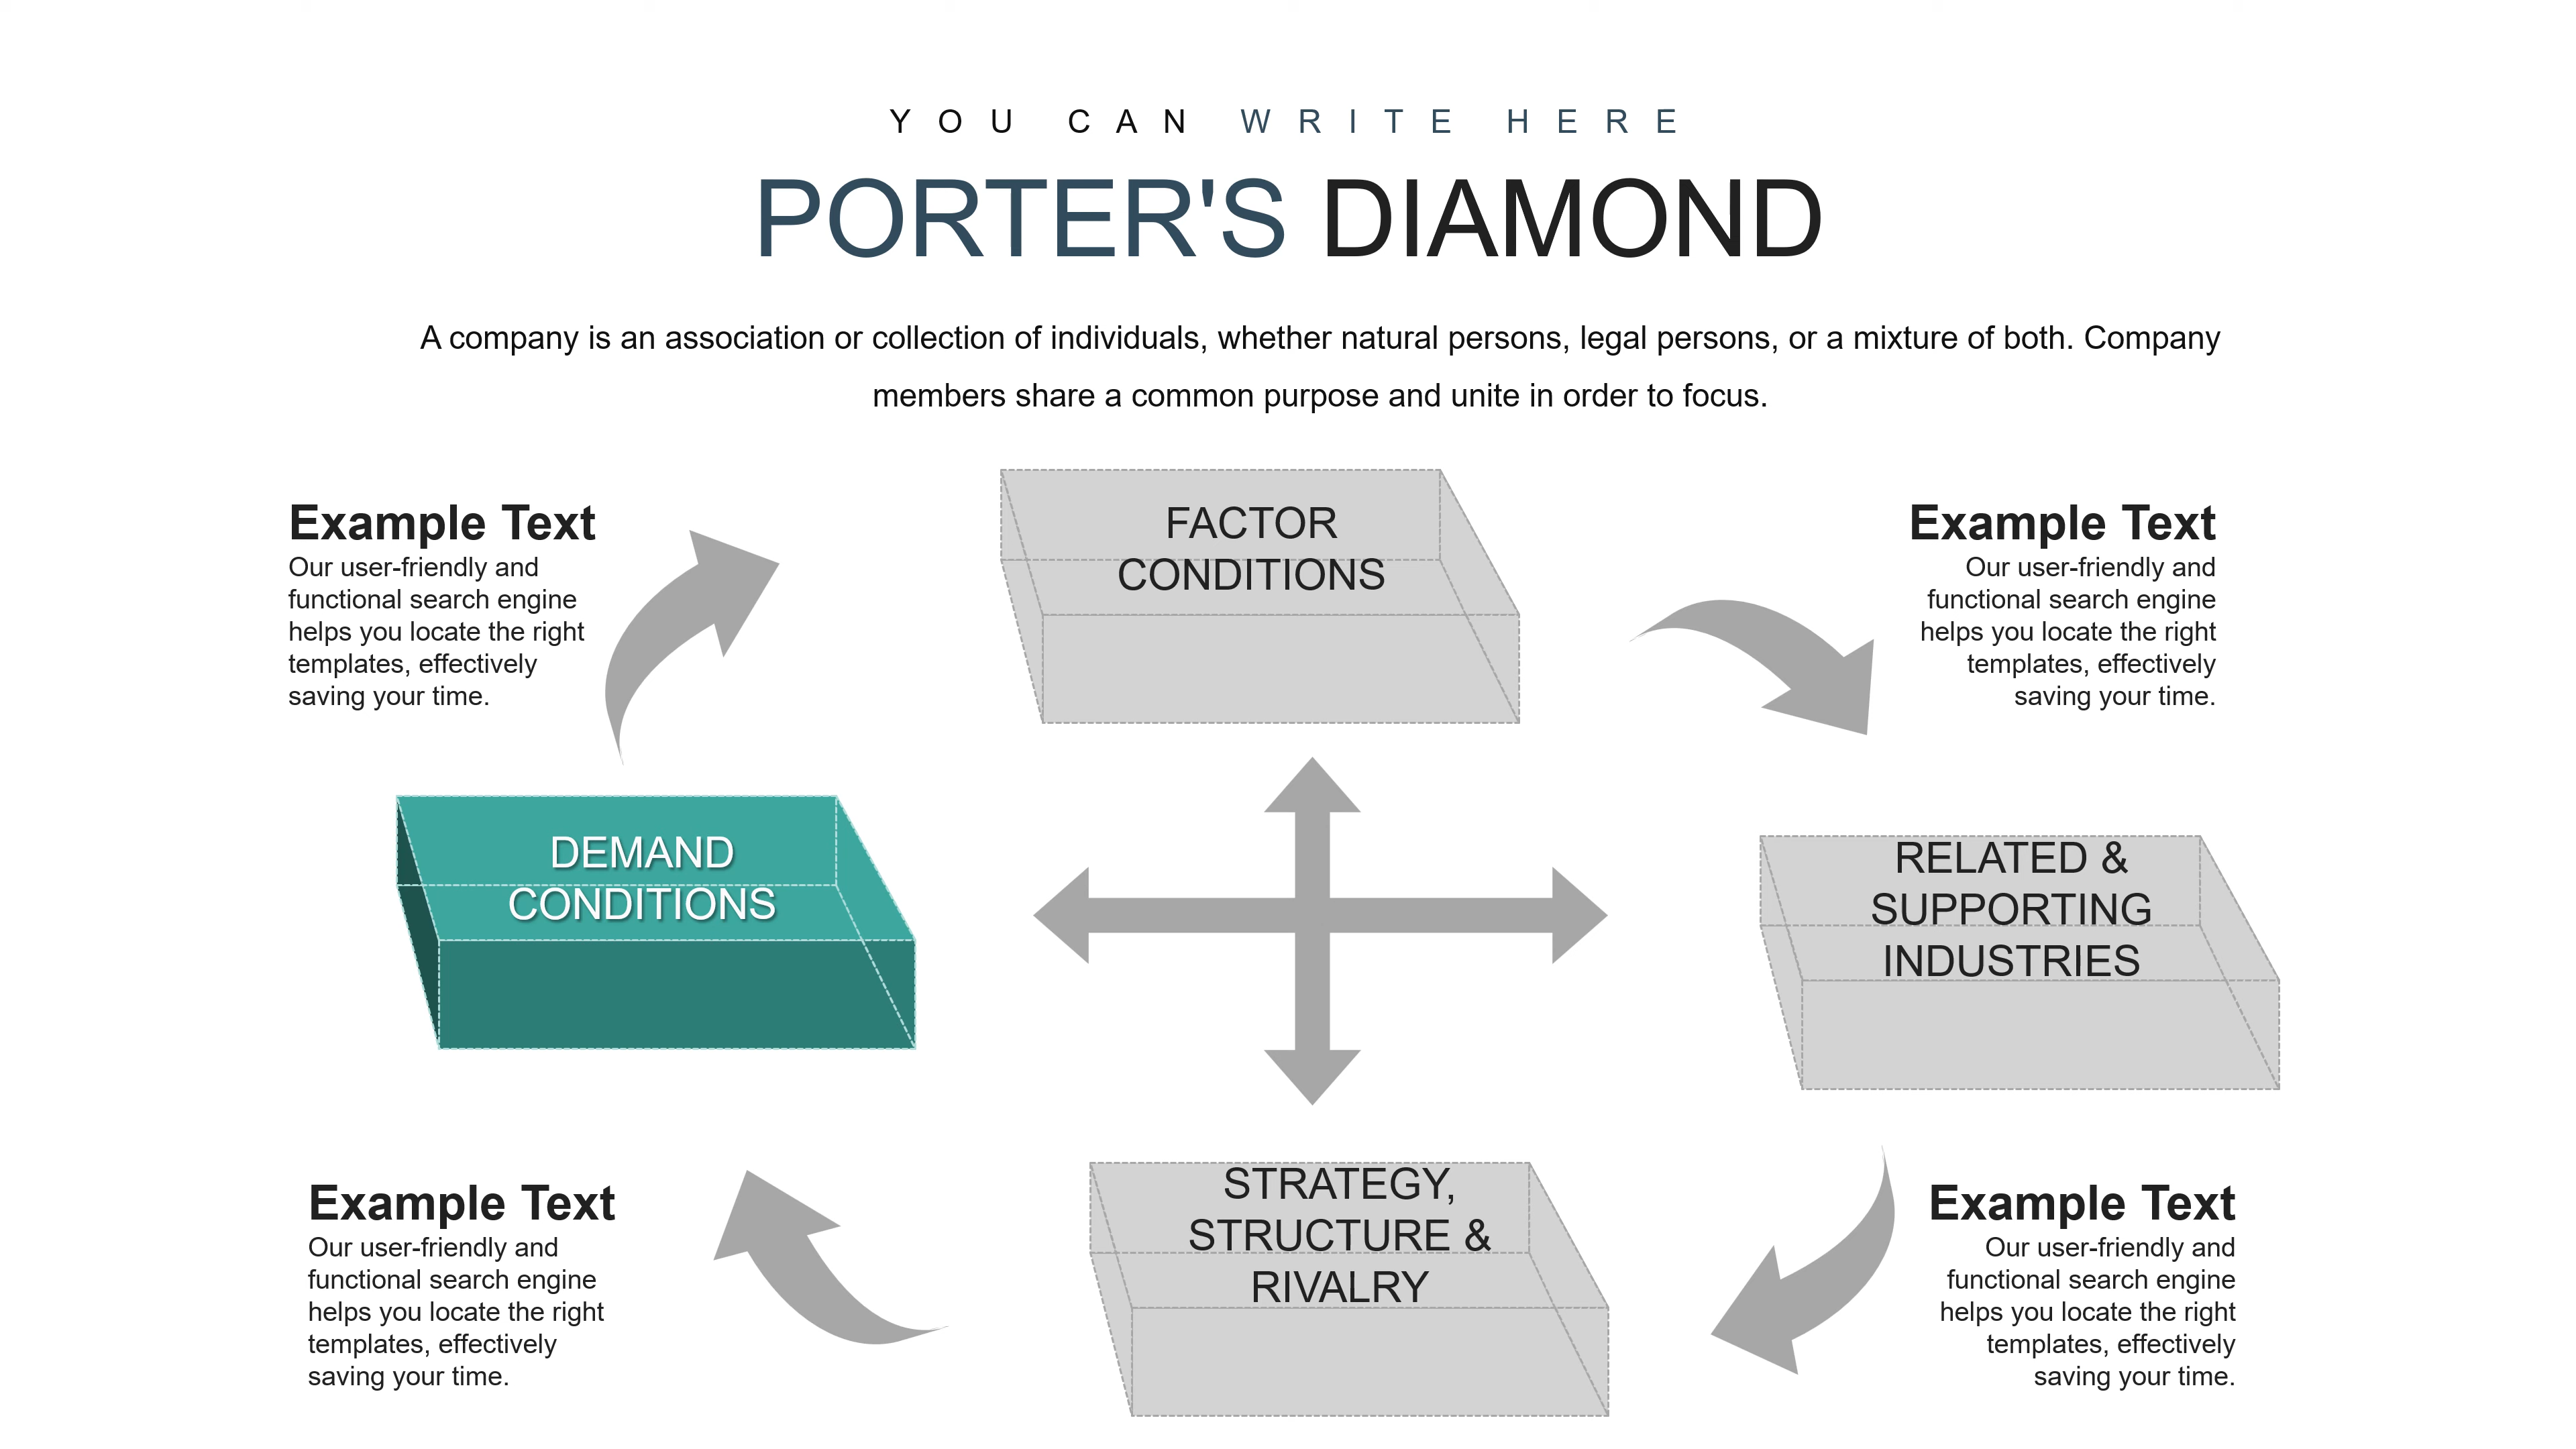 YOU CAN WRITE HERE
PORTER'S DIAMOND
A company is an association or collection of individuals, whether natural persons, legal persons, or a mixture of both. Company
members share a common purpose and unite in order to focus.
Example Text
Our user-friendly and
functional search engine
helps you locate the right
templates, effectively
saving your time.
FACTOR
CONDITIONS
Example Text
Our user-friendly and
functional search engine
helps you locate the right
templates, effectively
saving your time.
DEMAND
CONDITIONS
RELATED &
SUPPORTING
INDUSTRIES
Example Text
Our user-friendly and
functional search engine
helps you locate the right
templates, effectively
saving your time.
STRATEGY,
STRUCTURE &
RIVALRY
Example Text
Our user-friendly and
functional search engine
helps you locate the right
templates, effectively
saving your time.